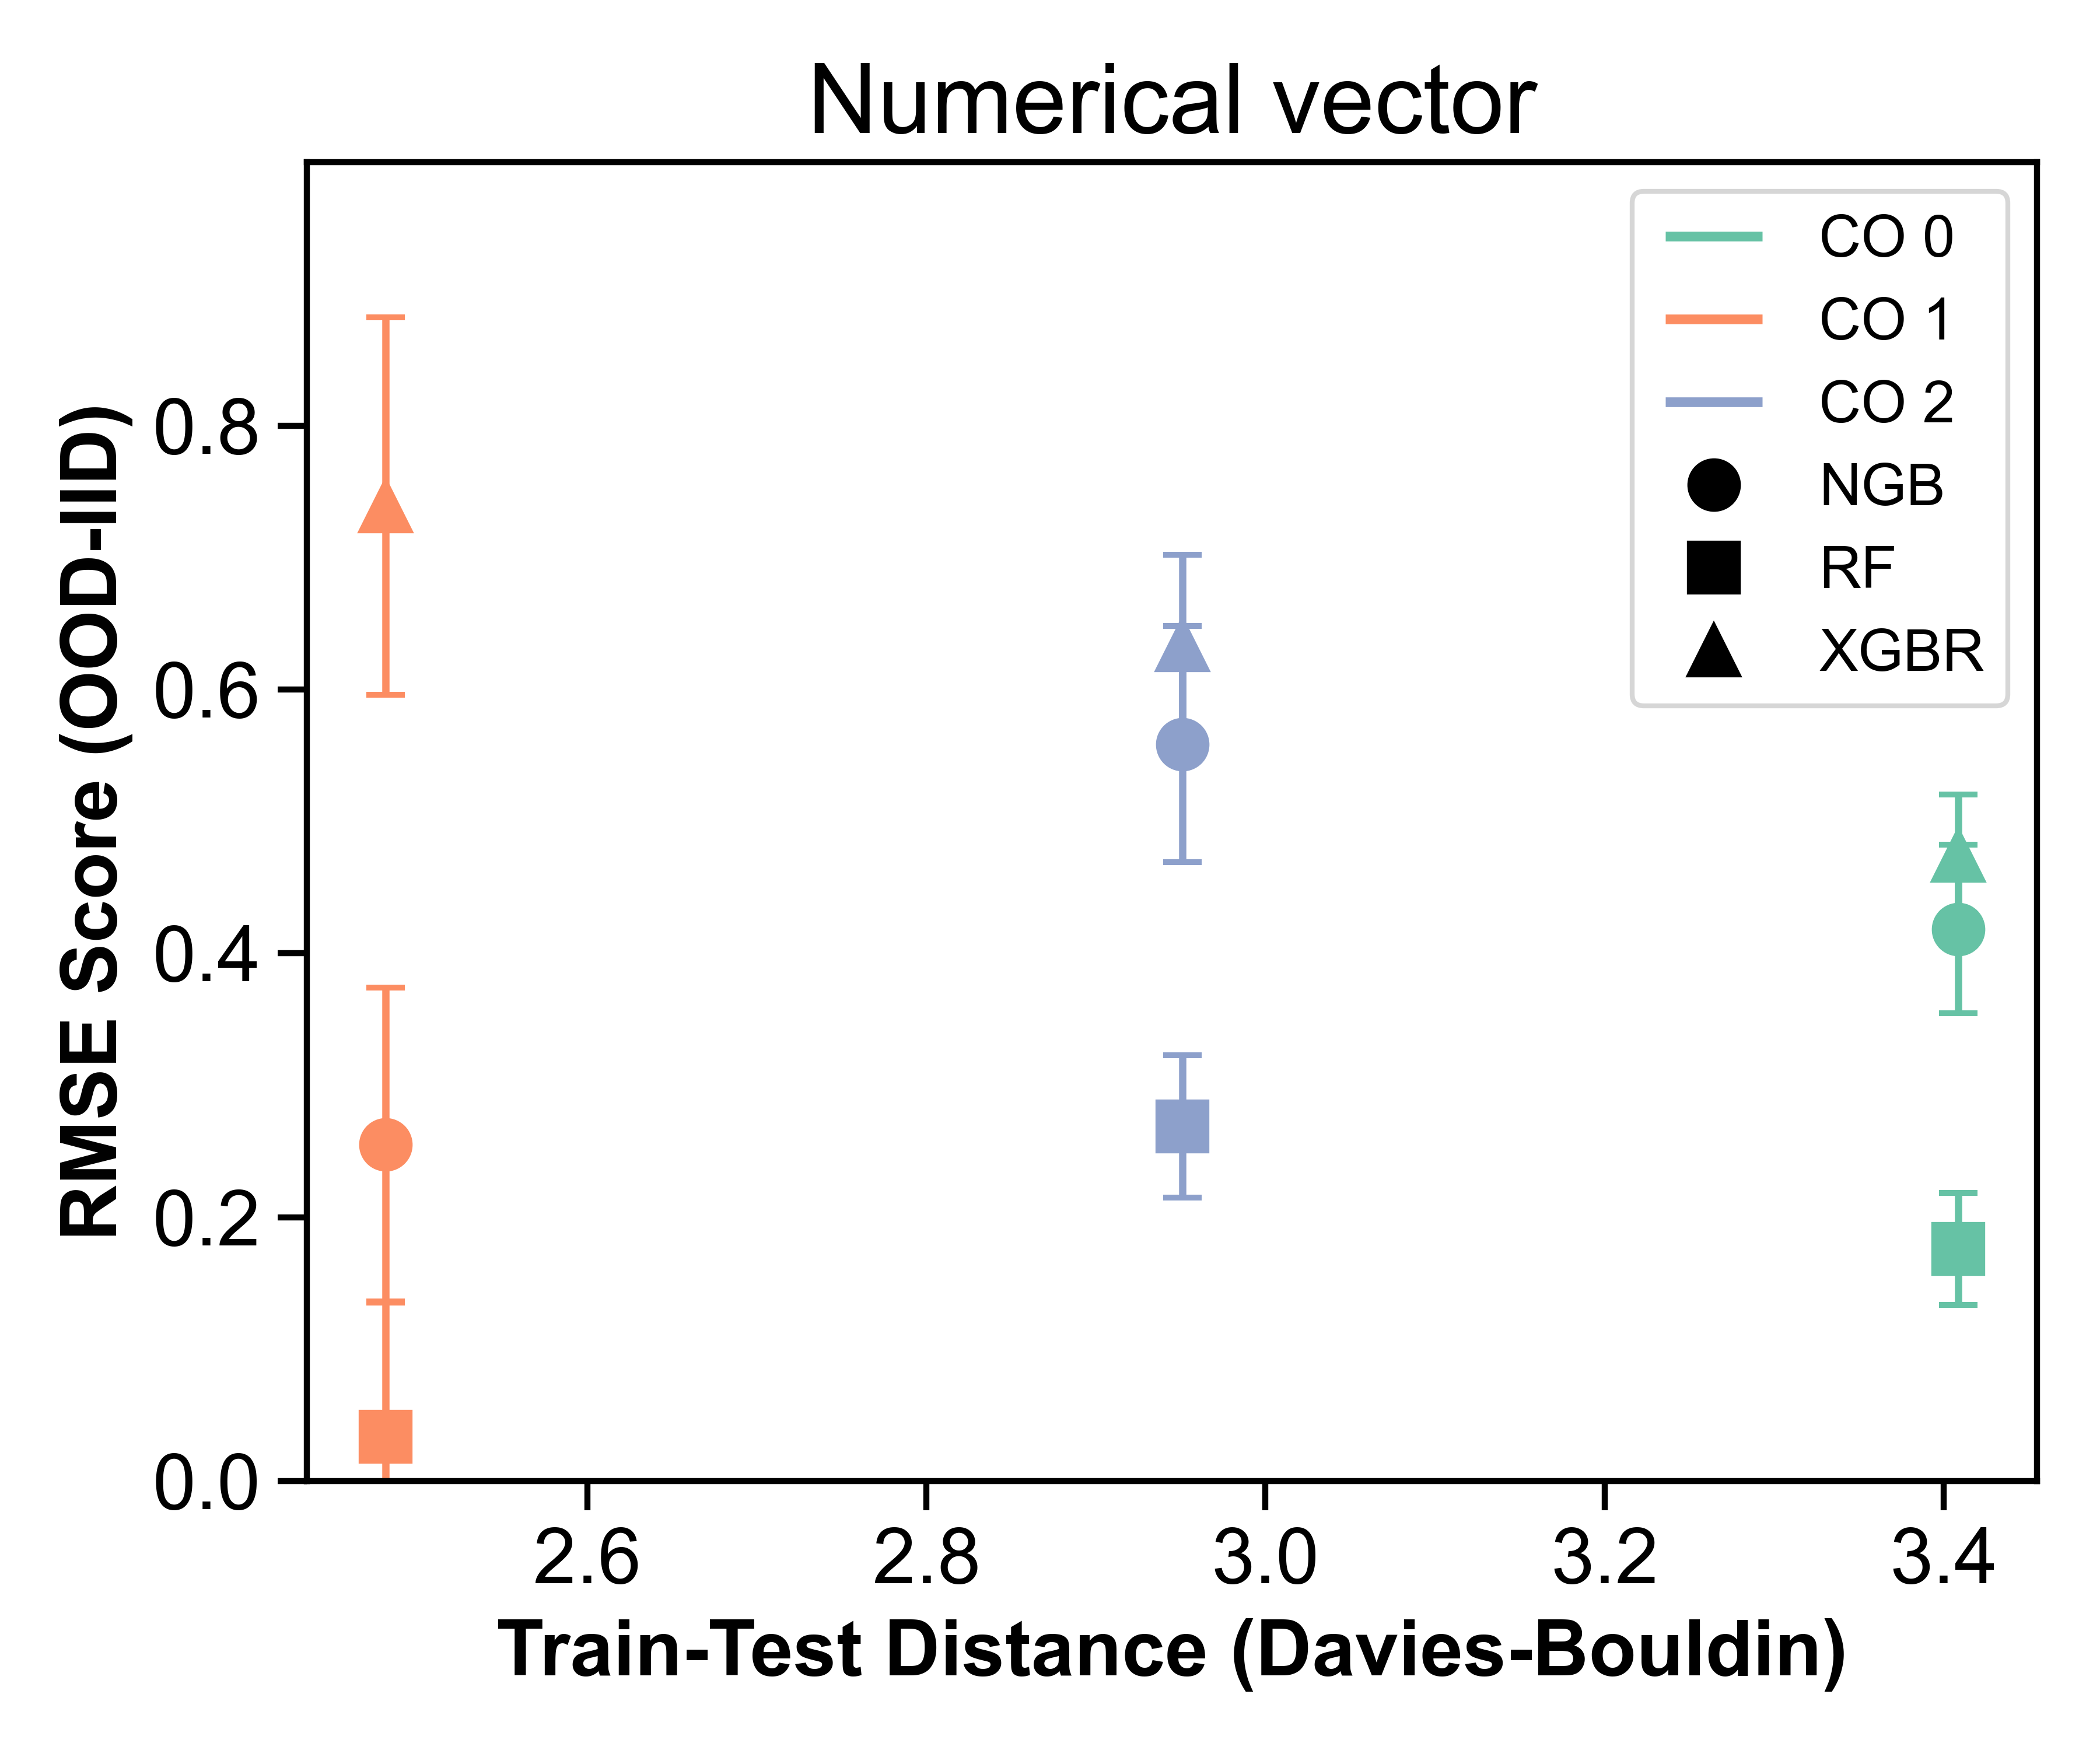 Numerical vector
CO 0
CO 1
CO 2
NGB
RF
XGBR
RMSE Score (OOD-IID)
0.8
0.6
0.4
0.2
0.0
2.6 2.8 3.0 3.2 3.4
Train-Test Distance (Davies-Bouldin)